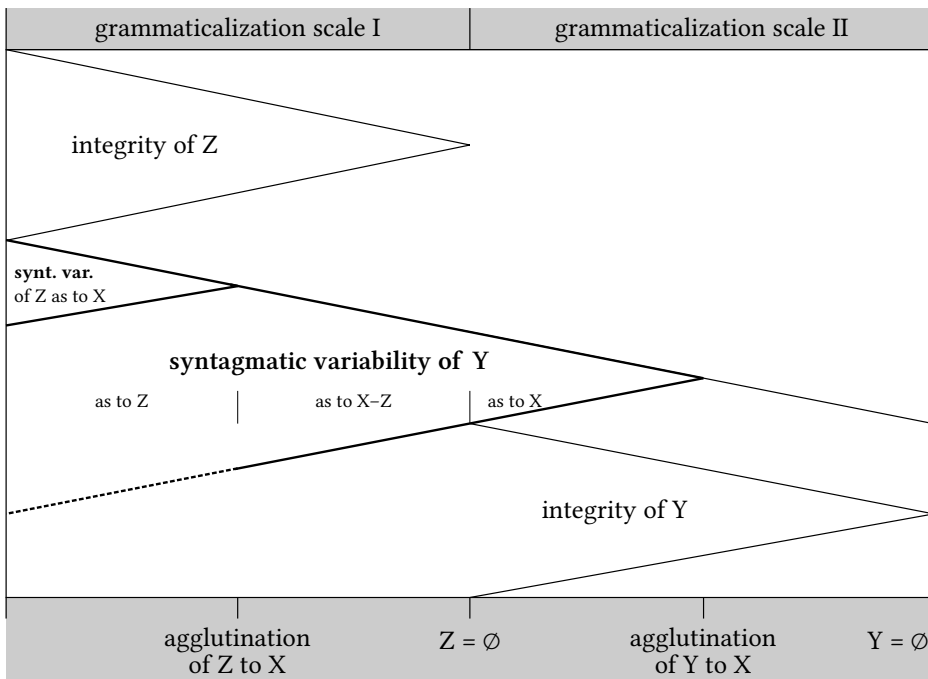 grammaticalization scale I
grammaticalization scale II
integrity of Z
synt. var.
of Z as to X
syntagmatic variability of Y
as to Z
as to X–Z
as to X
integrity of Y
agglutination
of Z to X
Z = ∅
agglutination
of Y to X
Y = ∅